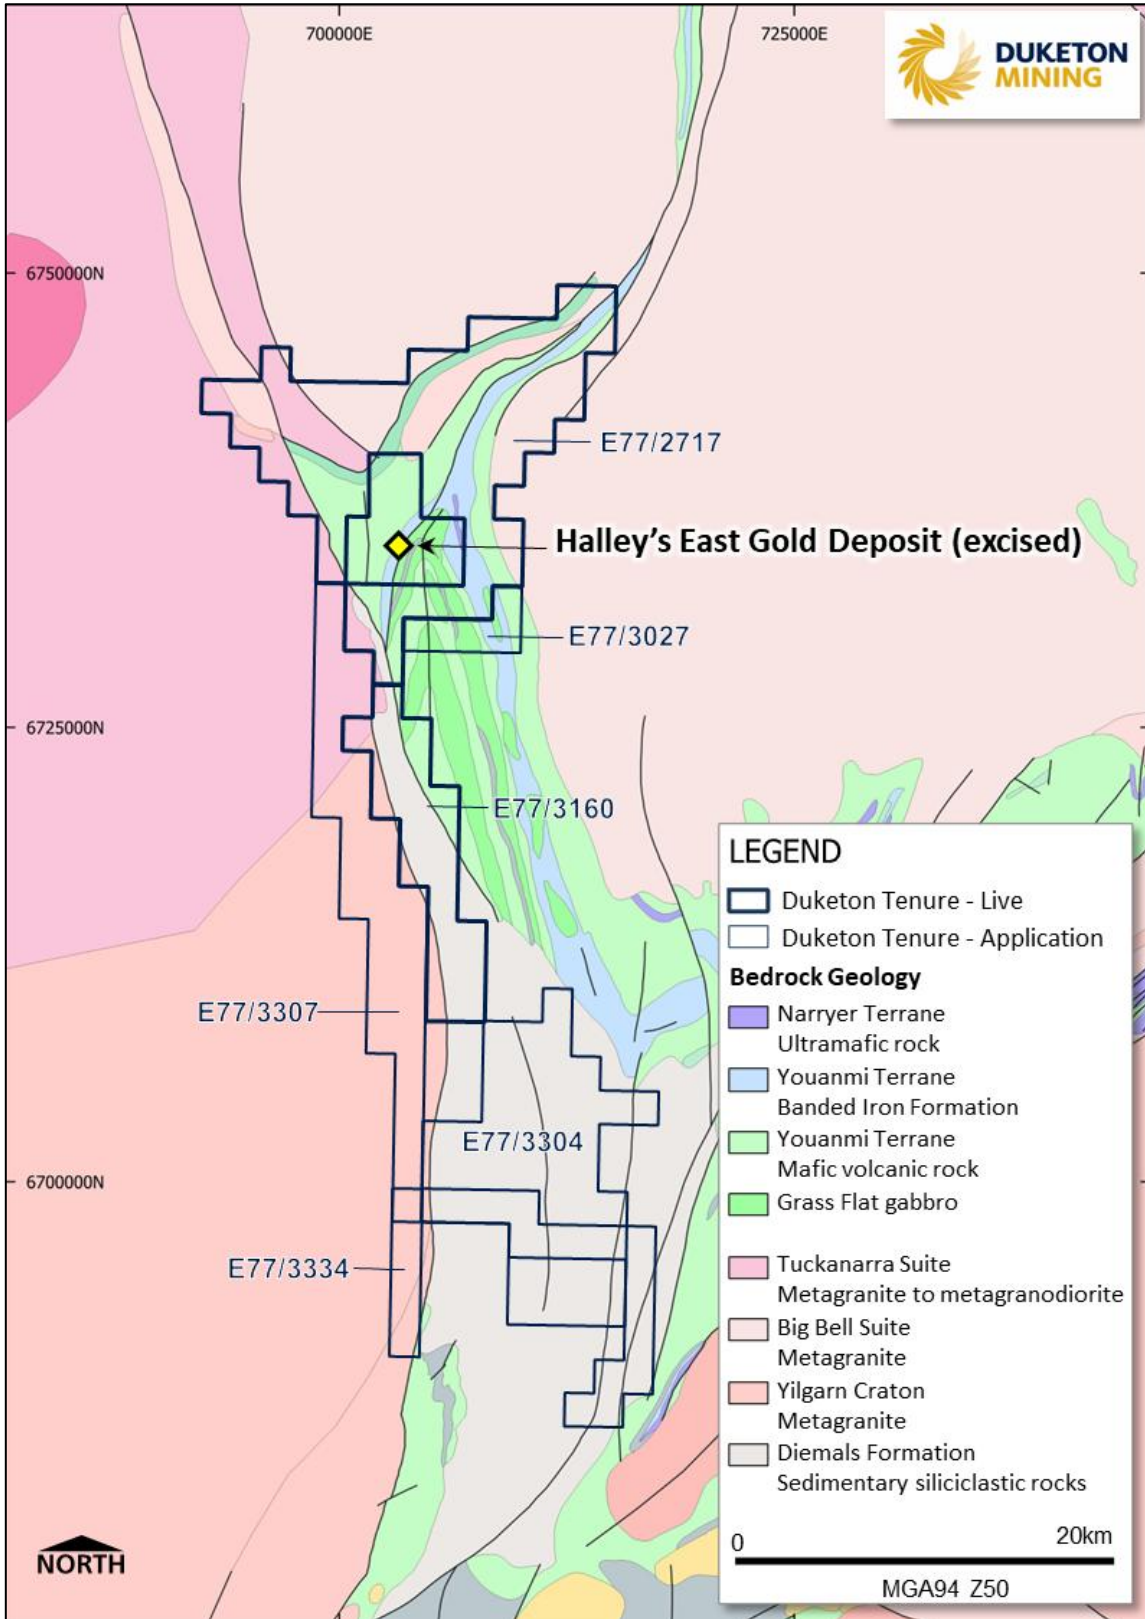 700000E
725000E
DUKETON
MINING
6750000N
E77/2717
Halley's East Gold Deposit (excised)
E77/3027
6725000N
E77/3160
LEGEND
Duketon Tenure - Live
Duketon Tenure - Application
Bedrock Geology
Narryer Terrane
Ultramafic rock
Youanmi Terrane
Banded Iron Formation
Youanmi Terrane
Mafic volcanic rock
Grass Flat gabbro
Tuckanarra Suite
Metagranite to metagranodiorite
Big Bell Suite
Metagranite
Yilgarn Craton
Metagranite
Diemals Formation
Sedimentary siliciclastic rocks
0 20km
MGA94 Z50
E77/3307
E77/3304
6700000N
E77/3334
NORTH